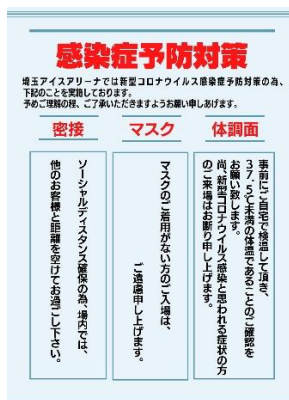 感染症予防対策
埼玉アイスアリーナでは新型コロナウイルス感染症予防対策の為、
下記のことを実施しております。
予めご理解の程、ご了承いただきますようお願い申しあげます。
密接
マスク
体調面
ソーシャルディスタンス確保の為、場内では、
他のお客様と距離を空けてお過ごし下さい。
マスクのご着用がない方のご入場は、
ご遠慮申し上げます。
事前にご自宅で検温して頂き、
37.5℃未満の体温であることのご確認を
お願い致します。
尚、新型コロナウイルス感染と思われる症状の方
のご来場はお断り申し上げます。